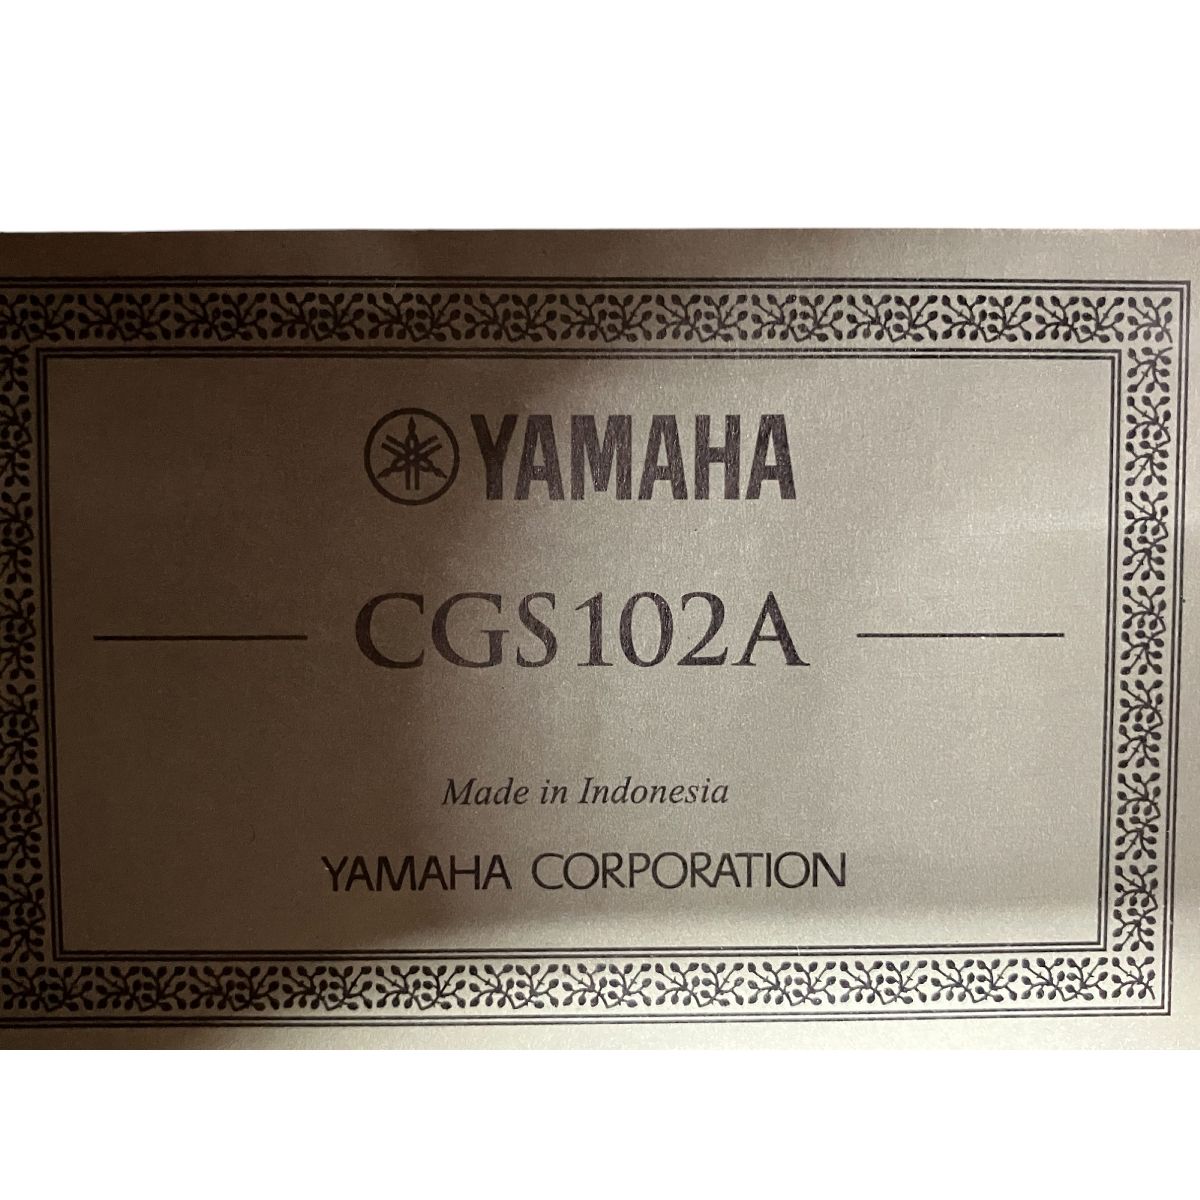 YAMAHA
CGS102A
Made in Indonesia
YAMAHA CORPORATION